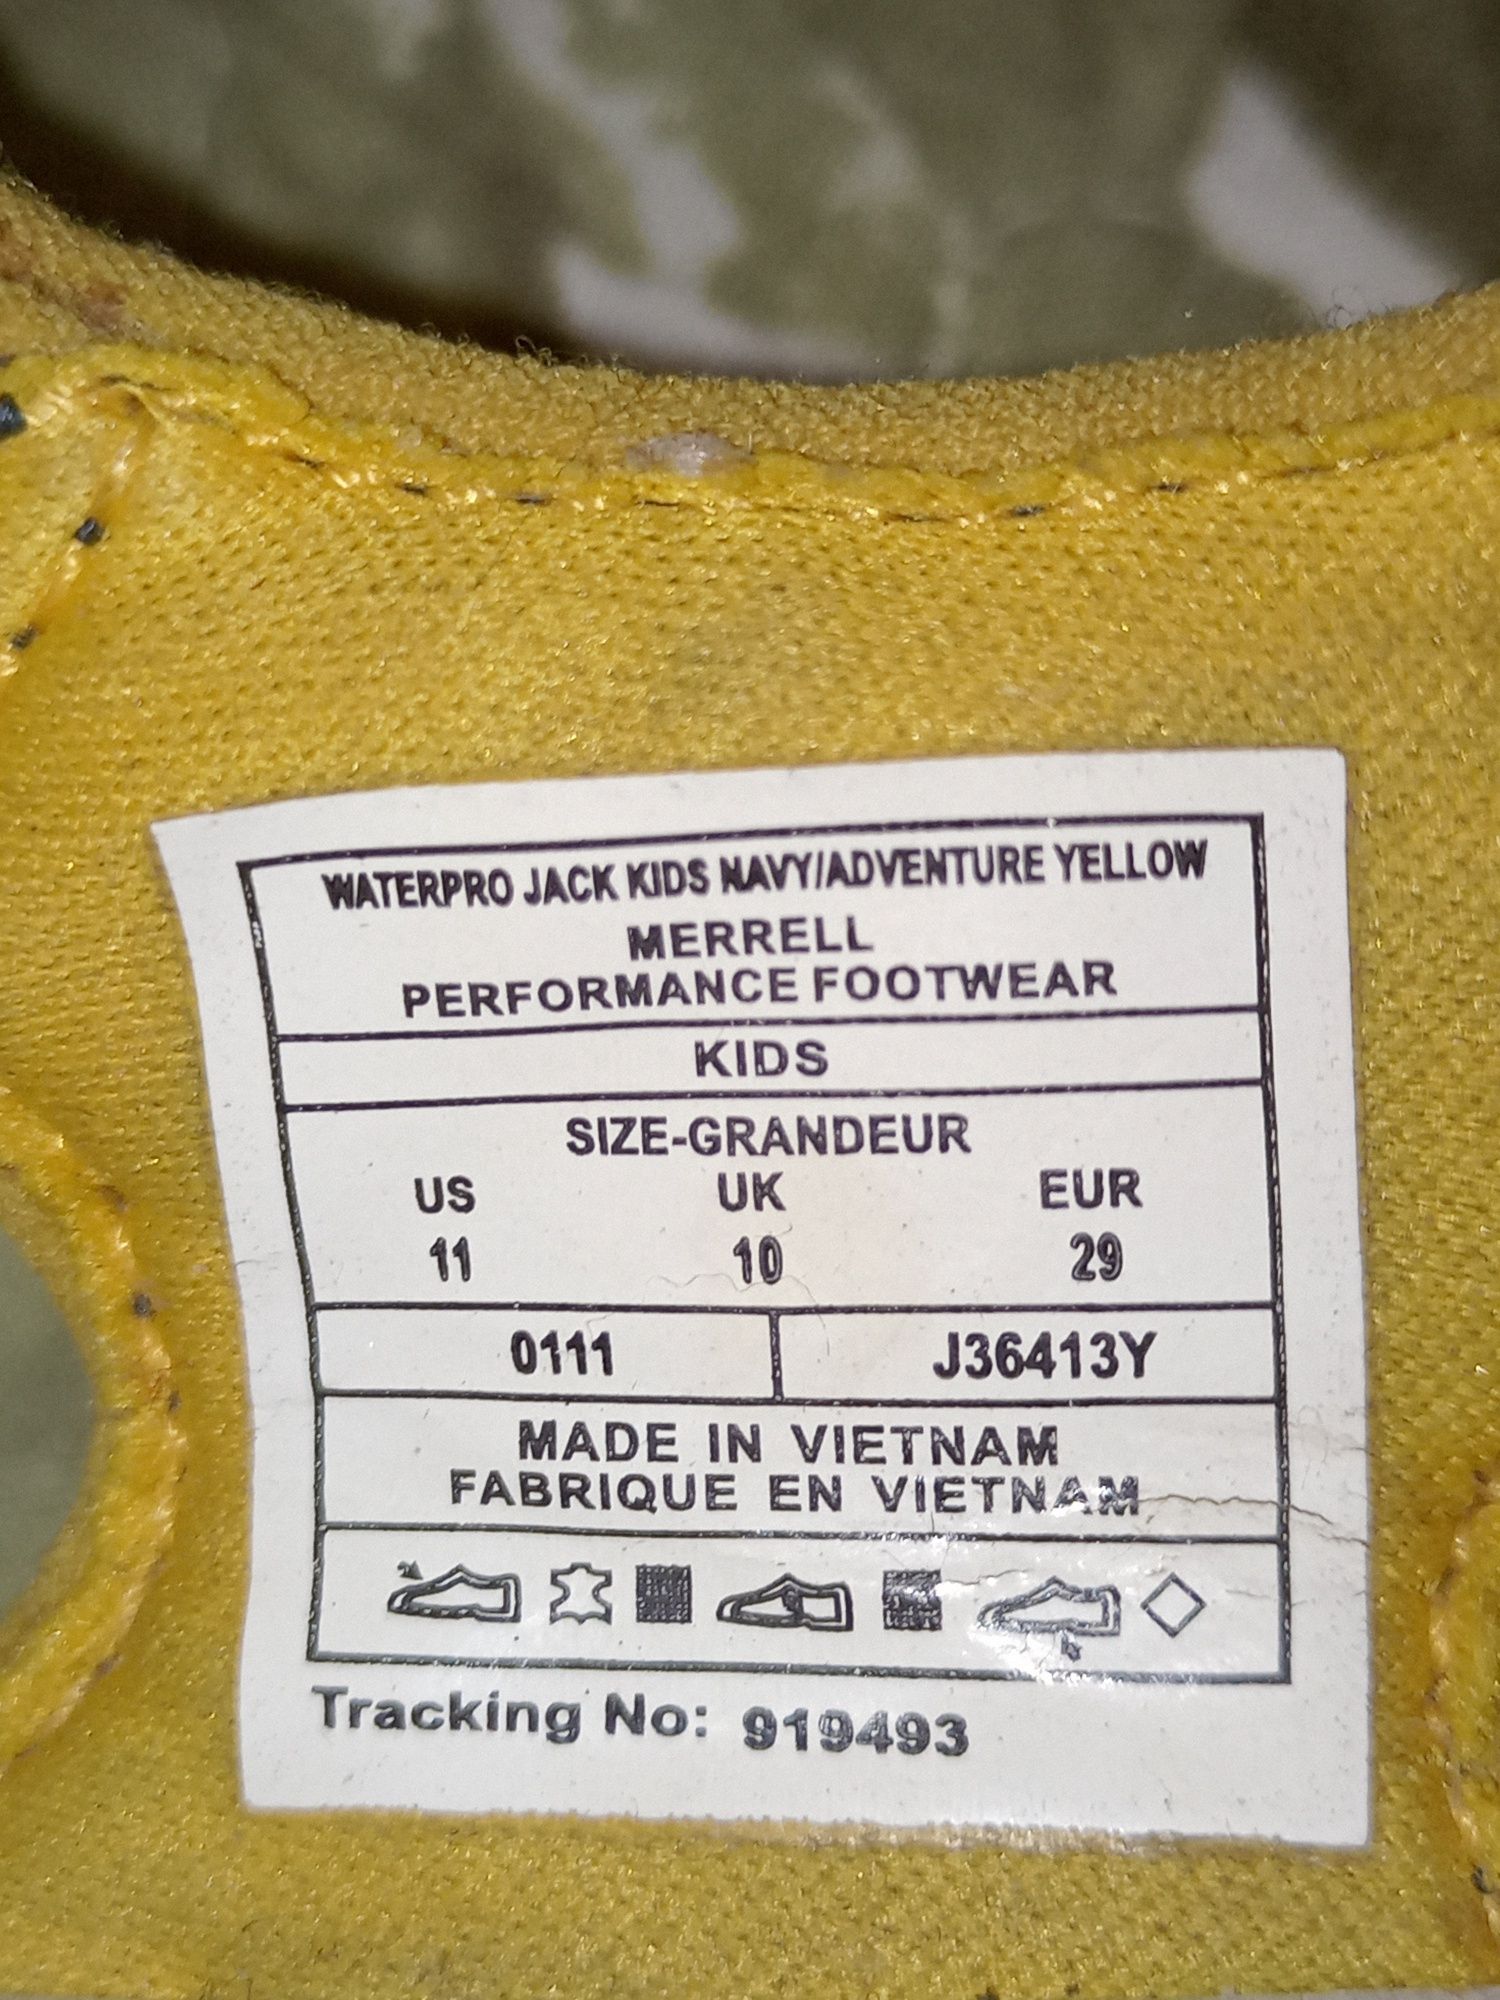 WATERPRO JACK KIDS NAVY/ADVENTURE YELLOW
MERRELL
PERFORMANCE FOOTWEAR
KIDS
SIZE-GRANDEUR
US UK EUR
11 10 29
0111 J36413Y
MADE IN VIETNAM
FABRIQUE EN VIETNAM
Tracking No: 919493